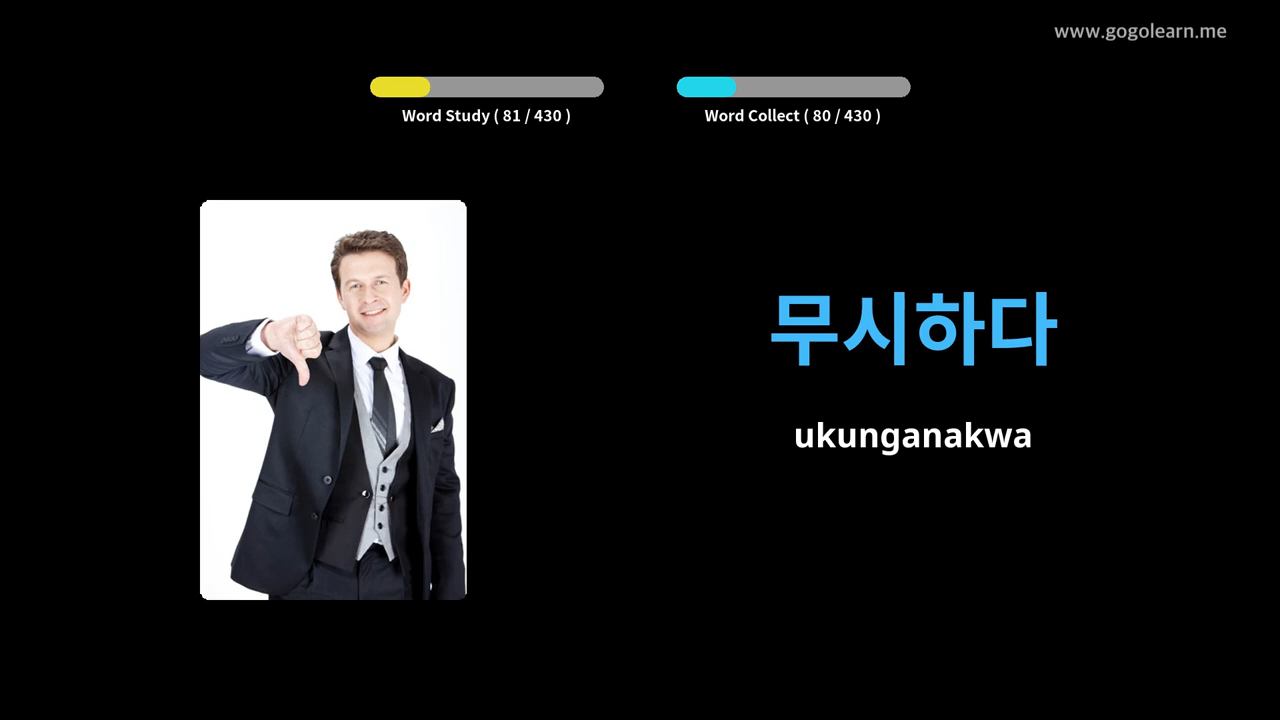 www.gogolearn.me
Word Study ( 81 / 430 )
Word Collect ( 80 / 430 )
무시하다
ukunganakwa